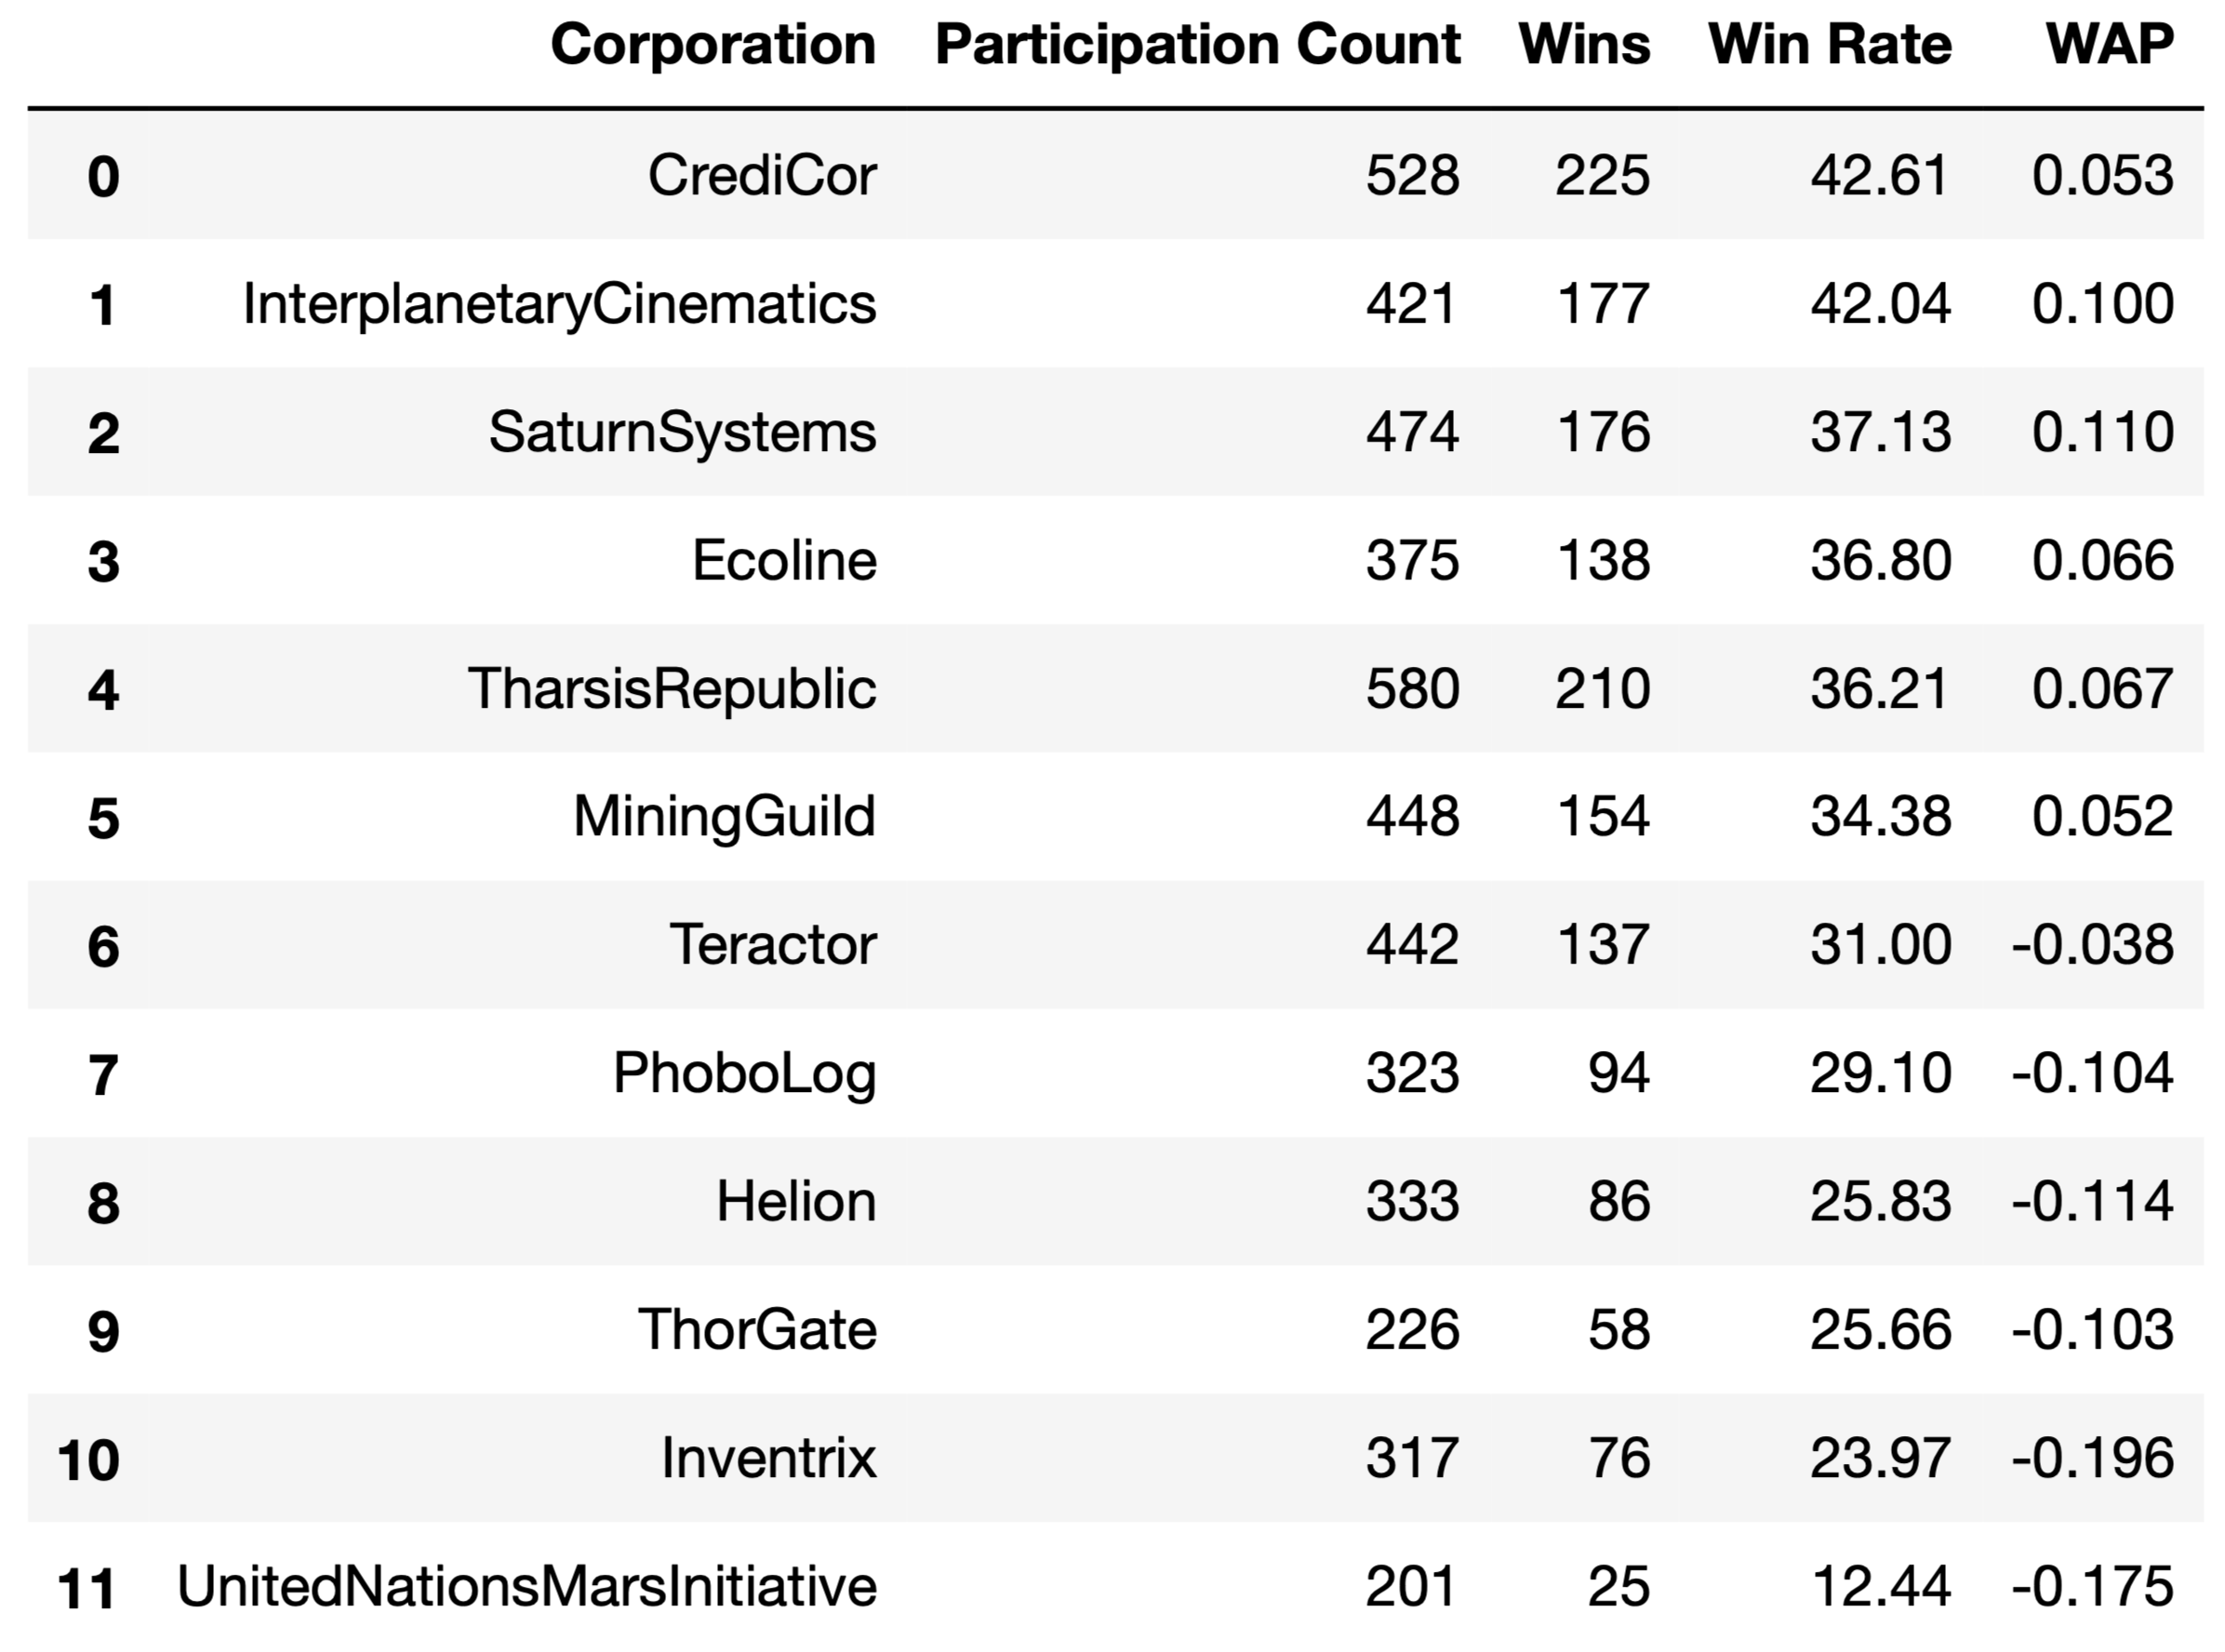 Corporation Participation Count Wins Win Rate WAP
0 CrediCor 528 225 42.61 0.053
1 InterplanetaryCinematics 421 177 42.04 0.100
2 SaturnSystems 474 176 37.13 0.110
3 Ecoline 375 138 36.80 0.066
4 TharsisRepublic 580 210 36.21 0.067
5 MiningGuild 448 154 34.38 0.052
6 Teractor 442 137 31.00 -0.038
7 PhoboLog 323 94 29.10 -0.104
8 Helion 333 86 25.83 -0.114
9 ThorGate 226 58 25.66 -0.103
10 Inventrix 317 76 23.97 -0.196
11 UnitedNationsMarsInitiative 201 25 12.44 -0.175